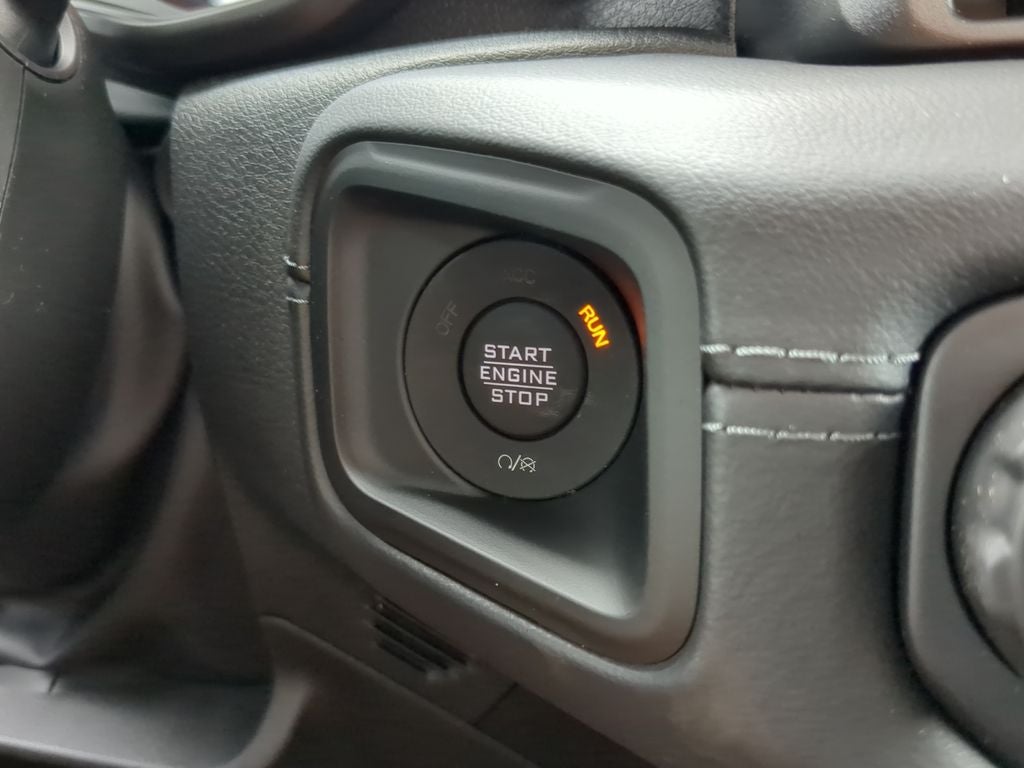 ACC
OFF
RUN
START
ENGINE
STOP